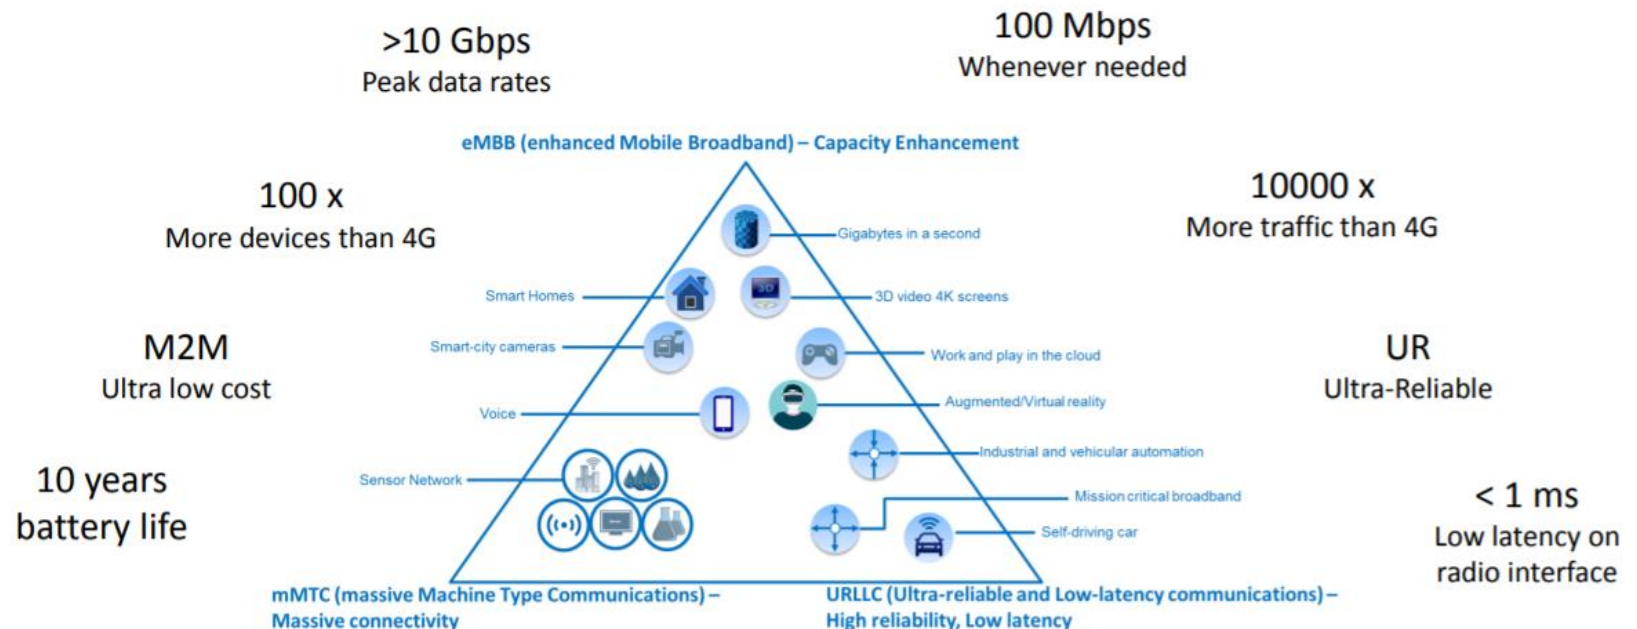 >10 Gbps
Peak data rates
100 Mbps
Whenever needed
eMBB (enhanced Mobile Broadband) – Capacity Enhancement
100 x
More devices than 4G
10000 x
More traffic than 4G
Gigabytes in a second
Smart Homes
3D
3D video 4K screens
Smart-city cameras
Work and play in the cloud
M2M
Ultra low cost
UR
Ultra-Reliable
Voice
Augmented/Virtual reality
Industrial and vehicular automation
Sensor Network
10 years
battery life
Mission critical broadband
Self-driving car
< 1 ms
Low latency on
radio interface
mMTC (massive Machine Type Communications) –
Massive connectivity
URLLC (Ultra-reliable and Low-latency communications) –
High reliability, Low latency